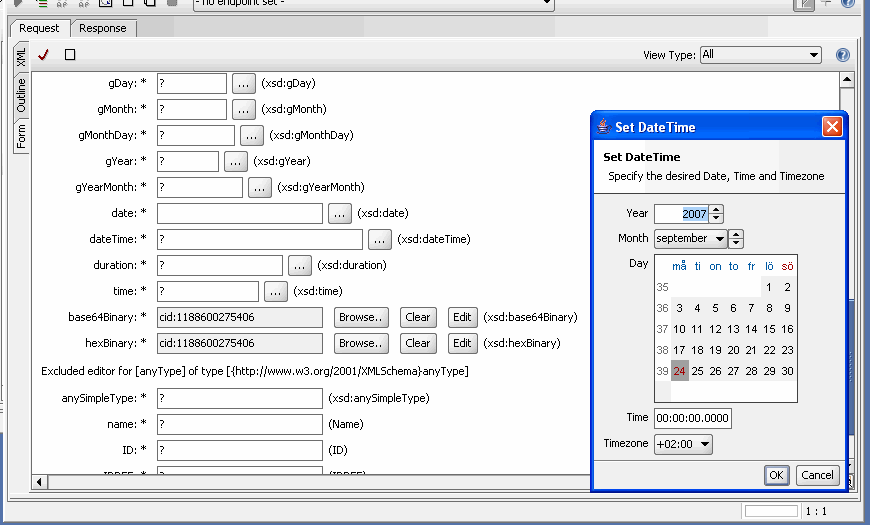 - no endpoint set -
Request Response
XML
Outline
Form
View Type: All
gDay: * ? ... (xsd:gDay)
gMonth: * ? ... (xsd:gMonth)
gMonthDay: * ? ... (xsd:gMonthDay)
gYear: * ? ... (xsd:gYear)
gYearMonth: * ? ... (xsd:gYearMonth)
date: * ... (xsd:date)
dateTime: * ? ... (xsd:dateTime)
duration: * ? ... (xsd:duration)
time: * ? ... (xsd:time)
base64Binary: * cid:1188600275406 Browse.. Clear Edit (xsd:base64Binary)
hexBinary: * cid:1188600275406 Browse.. Clear Edit (xsd:hexBinary)
Excluded editor for [anyType] of type [{http://www.w3.org/2001/XMLSchema}anyType]
anySimpleType: * ? (xsd:anySimpleType)
name: * ? (Name)
ID: * ? (ID)
Set DateTime
Set DateTime
Specify the desired Date, Time and Timezone
Year 2007
Month september
Day må ti on to fr lö sö
35 1 2
36 3 4 5 6 7 8 9
37 10 11 12 13 14 15 16
38 17 18 19 20 21 22 23
39 24 25 26 27 28 29 30
Time 00:00:00.0000
Timezone +02:00
OK Cancel
1 : 1